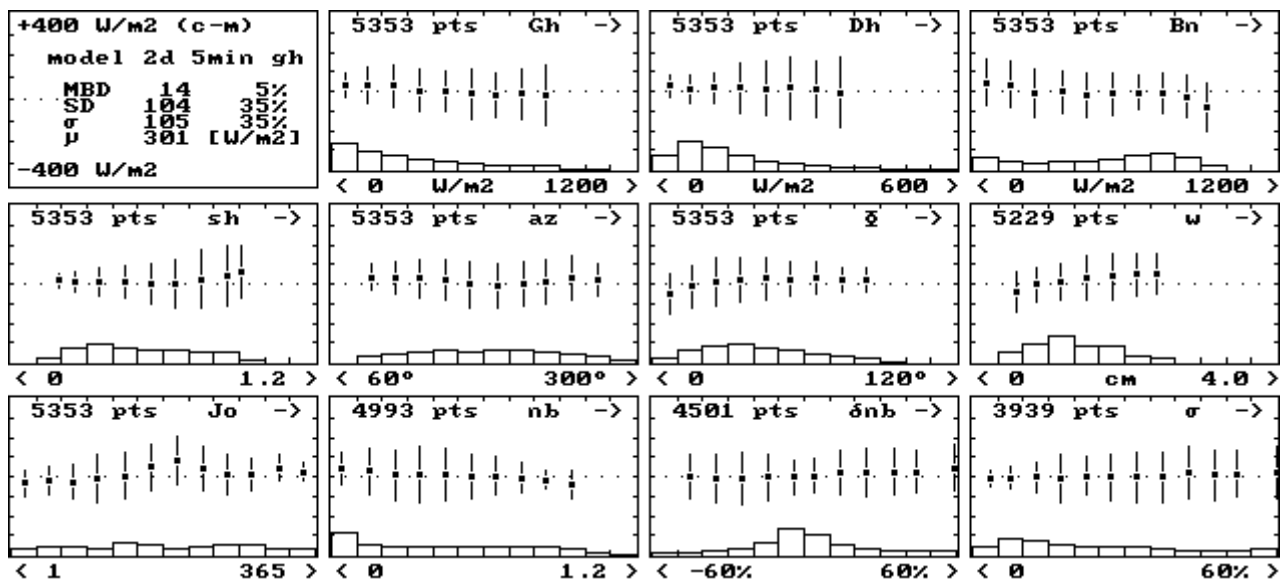 +400 W/m2 (c-m)
model 2d 5min gh
MBD 14 5%
SD 104 35%
σ 105 35%
μ 301 [W/m2]
-400 W/m2
5353 pts Gh ->
< 0 W/m2 1200 >
5353 pts Dh ->
< 0 W/m2 600 >
5353 pts Bn ->
< 0 W/m2 1200 >
5353 pts sh ->
< 0 1.2 >
5353 pts az ->
< 60° 300° >
5353 pts Φ ->
< 0 120° >
5229 pts w ->
< 0 cm 4.0 >
5353 pts Jo ->
< 1 365 >
4993 pts nb ->
< 0 1.2 >
4501 pts δnb ->
< -60% 60% >
3939 pts σ ->
< 0 60% >